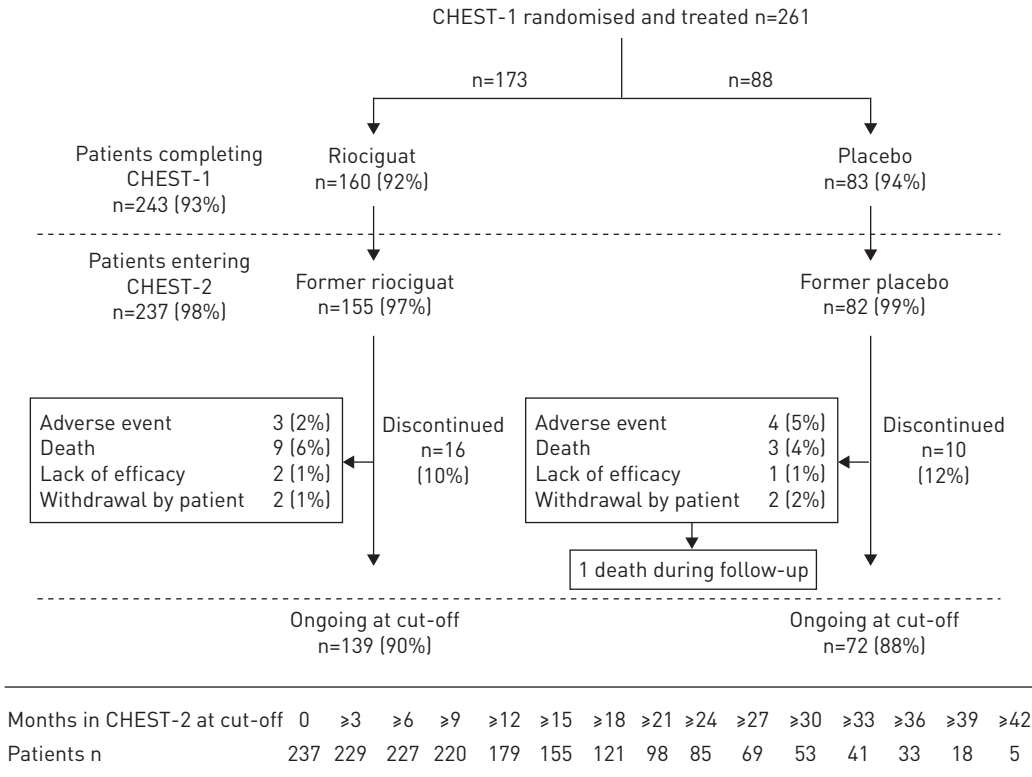 CHEST-1 randomised and treated n=261
n=173
n=88
Patients completing
CHEST-1
n=243 (93%)
Riociguat
n=160 (92%)
Placebo
n=83 (94%)
Patients entering
CHEST-2
n=237 (98%)
Former riociguat
n=155 (97%)
Former placebo
n=82 (99%)
Adverse event 3 (2%)
Death 9 (6%)
Lack of efficacy 2 (1%)
Withdrawal by patient 2 (1%)
Discontinued
n=16
(10%)
Adverse event 4 (5%)
Death 3 (4%)
Lack of efficacy 1 (1%)
Withdrawal by patient 2 (2%)
Discontinued
n=10
(12%)
1 death during follow-up
Ongoing at cut-off
n=139 (90%)
Ongoing at cut-off
n=72 (88%)
Months in CHEST-2 at cut-off 0 ⩾3 ⩾6 ⩾9 ⩾12 ⩾15 ⩾18 ⩾21 ⩾24 ⩾27 ⩾30 ⩾33 ⩾36 ⩾39 ⩾42
Patients n 237 229 227 220 179 155 121 98 85 69 53 41 33 18 5